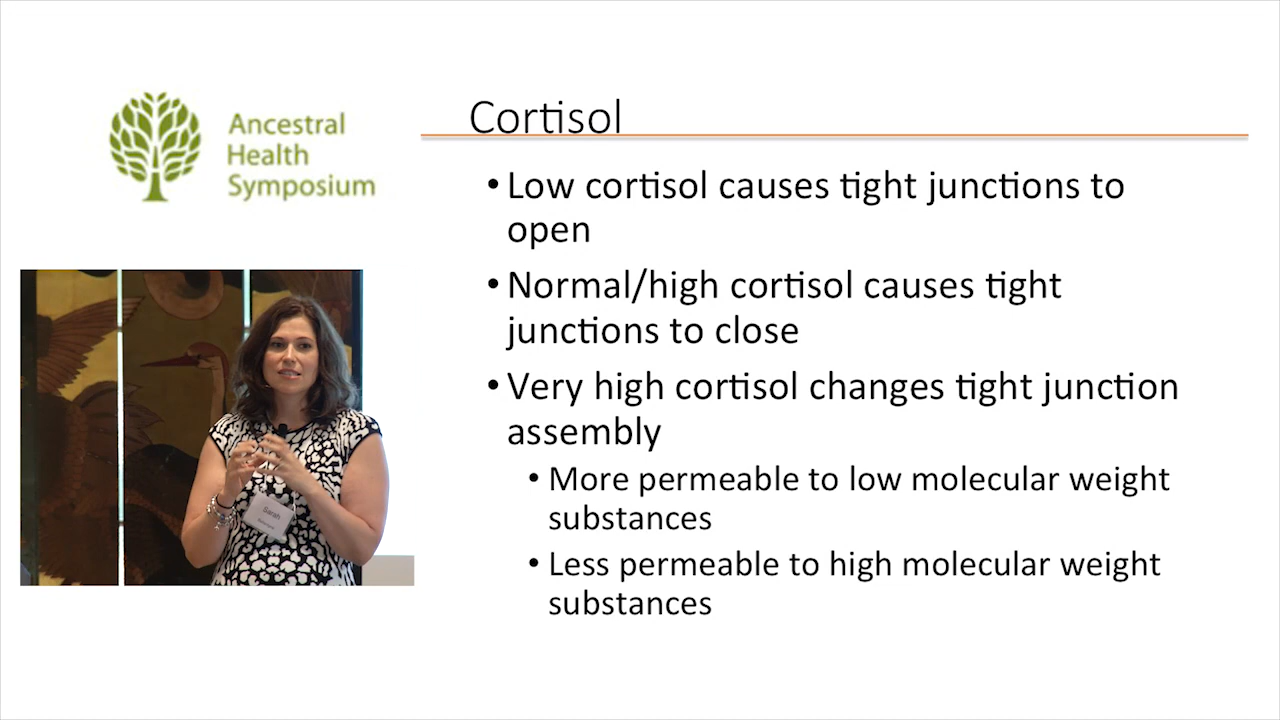 Ancestral
Health
Symposium
Cortisol
• Low cortisol causes tight junctions to
open
• Normal/high cortisol causes tight
junctions to close
• Very high cortisol changes tight junction
assembly
• More permeable to low molecular weight
substances
• Less permeable to high molecular weight
substances
Sarah